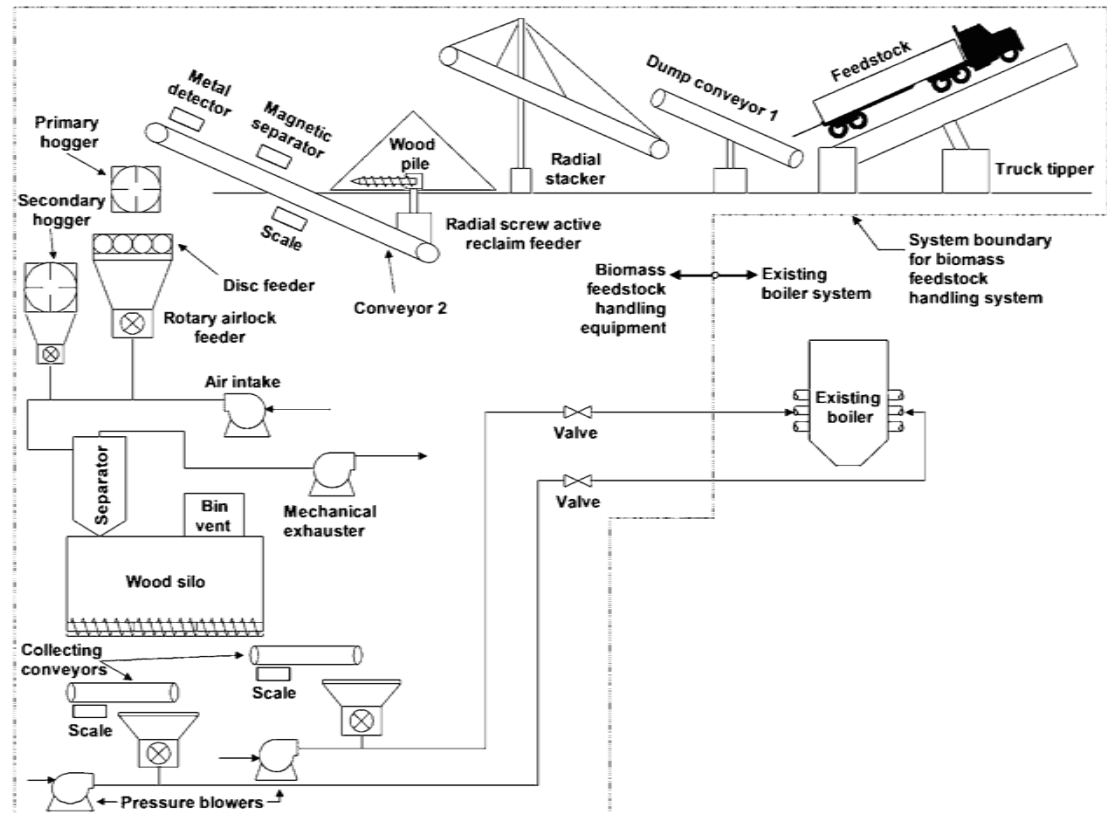 Feedstock
Dump conveyor 1
Metal
detector
Magnetic
separator
Primary
hogger
Wood
pile
Radial
stacker
Truck tipper
Secondary
hogger
Scale
Radial screw active
reclaim feeder
System boundary
for biomass
feedstock
handling system
Disc feeder
Conveyor 2
Biomass
feedstock
handling
equipment
Existing
boiler system
Rotary airlock
feeder
Air intake
Existing
boiler
Valve
Separator
Bin
vent
Mechanical
exhauster
Valve
Wood silo
Collecting
conveyors
Scale
Scale
Pressure blowers